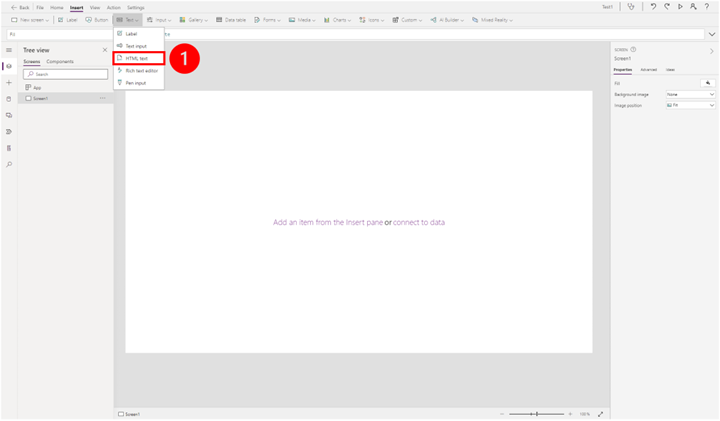 Back File Home Insert View Action Settings Test1
New screen Label Button Text Input Gallery Data table Forms Media Charts Icons Custom AI Builder Mixed Reality
Fill
Tree view
Screens Components
Search
App
Screen1
Label
Text input
HTML text
Rich text editor
Pen input
1
Add an item from the Insert pane or connect to data
SCREEN
Screen1
Properties Advanced Ideas
Fill
Background image None
Image position Fit
Screen1
100%